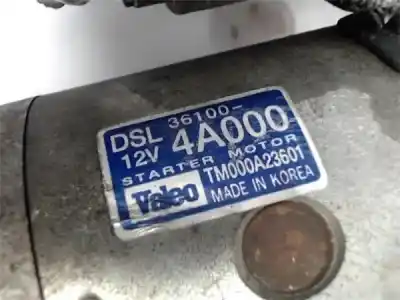 DSL 36100-
12V 4A000
STARTER MOTOR
Valeo TM000A23601
MADE IN KOREA